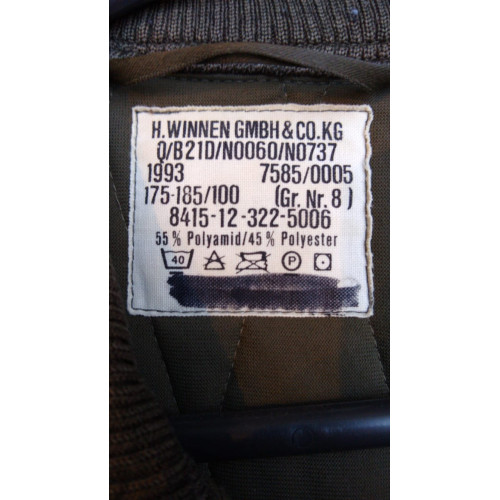 H.WINNEN GMBH&CO.KG
Q/B21D/N0060/N0737
1993 7585/0005
175-185/100 (Gr. Nr. 8)
8415-12-322-5006
55% Polyamid/45% Polyester
40 P